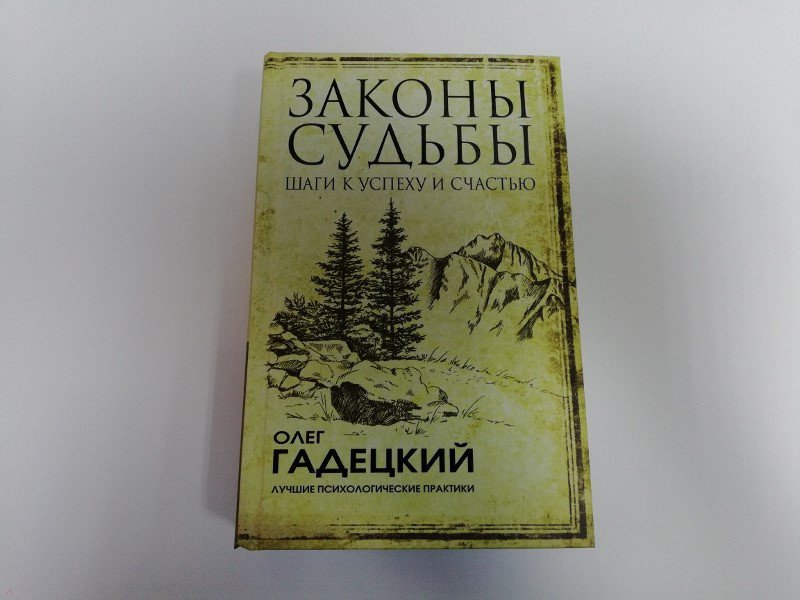 ЗАКОНЫ
СУДЬБЫ
ШАГИ К УСПЕХУ И СЧАСТЬЮ
ОЛЕГ
ГАДЕЦКИЙ
ЛУЧШИЕ ПСИХОЛОГИЧЕСКИЕ ПРАКТИКИ